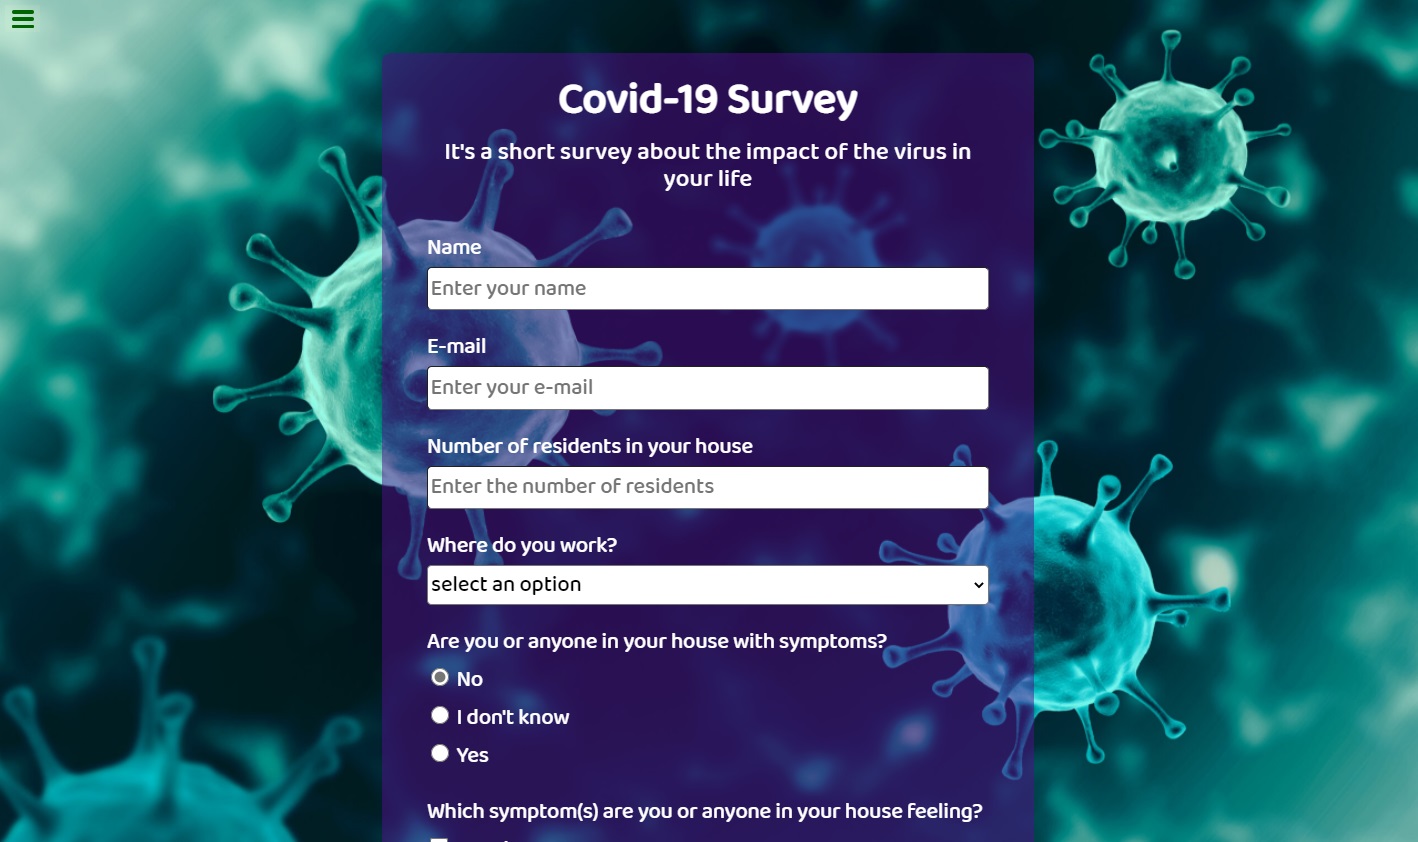 Covid-19 Survey
It's a short survey about the impact of the virus in
your life
Name
Enter your name
E-mail
Enter your e-mail
Number of residents in your house
Enter the number of residents
Where do you work?
select an option
Are you or anyone in your house with symptoms?
No
I don't know
Yes
Which symptom(s) are you or anyone in your house feeling?